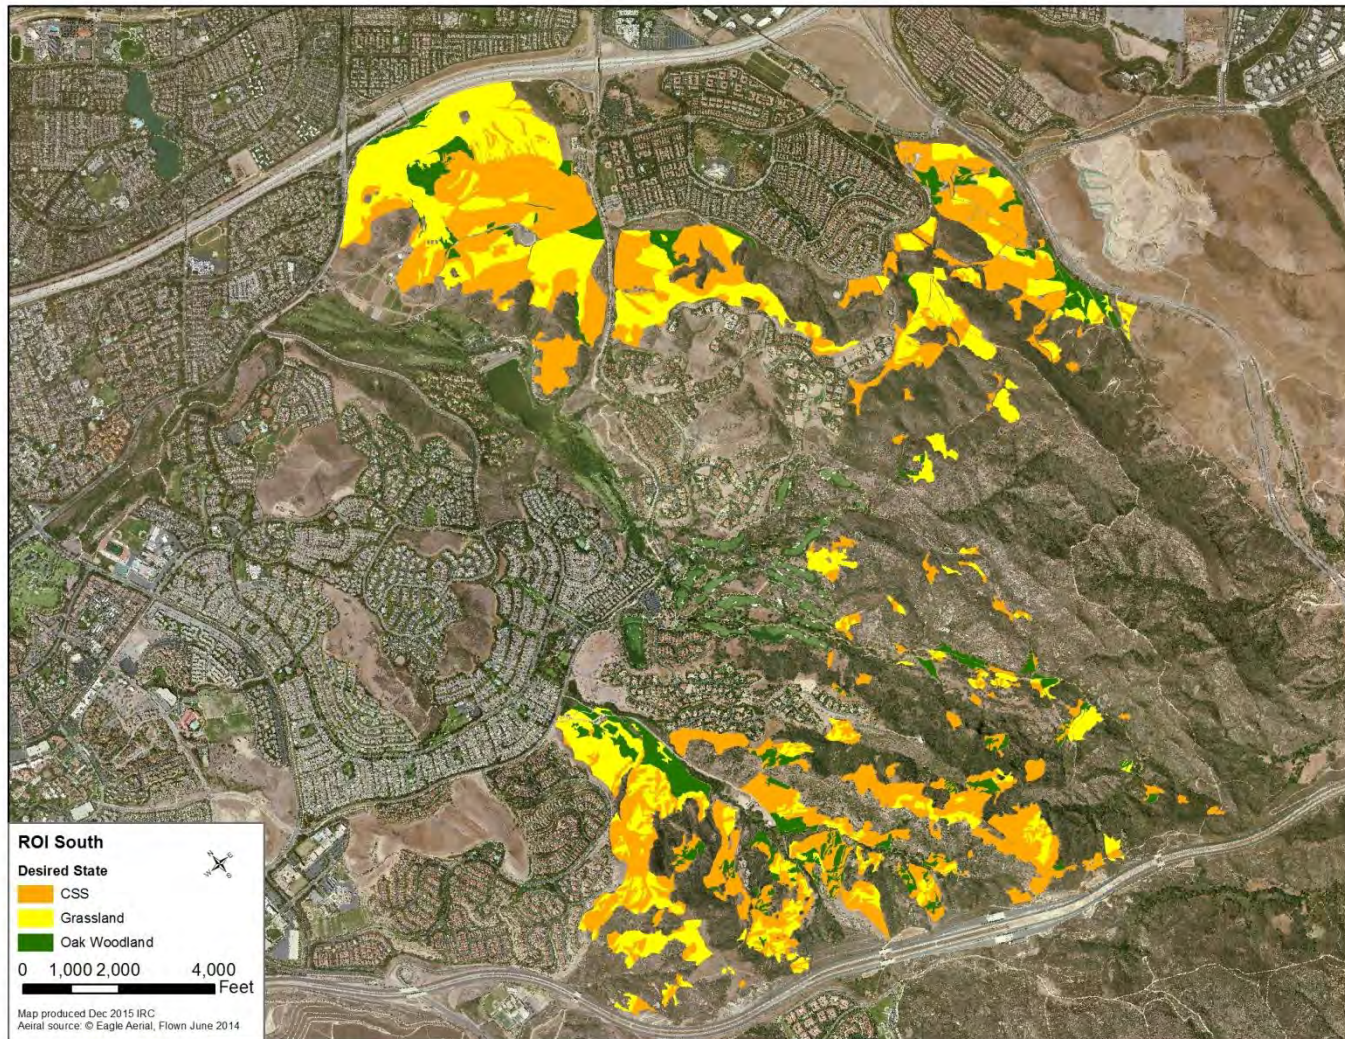 ROI South
Desired State
CSS
Grassland
Oak Woodland
0 1,000 2,000 4,000
Feet
Map produced Dec 2015 IRC
Aeiral source: © Eagle Aerial, Flown June 2014